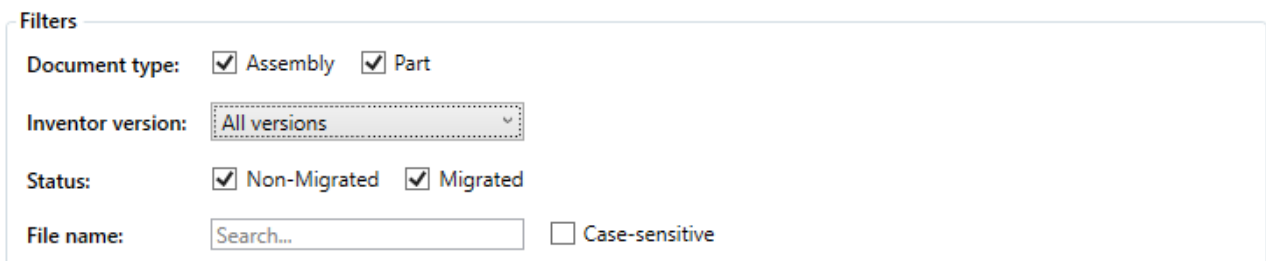 Filters
Document type: Assembly Part
Inventor version: All versions
Status: Non-Migrated Migrated
File name: Search... Case-sensitive